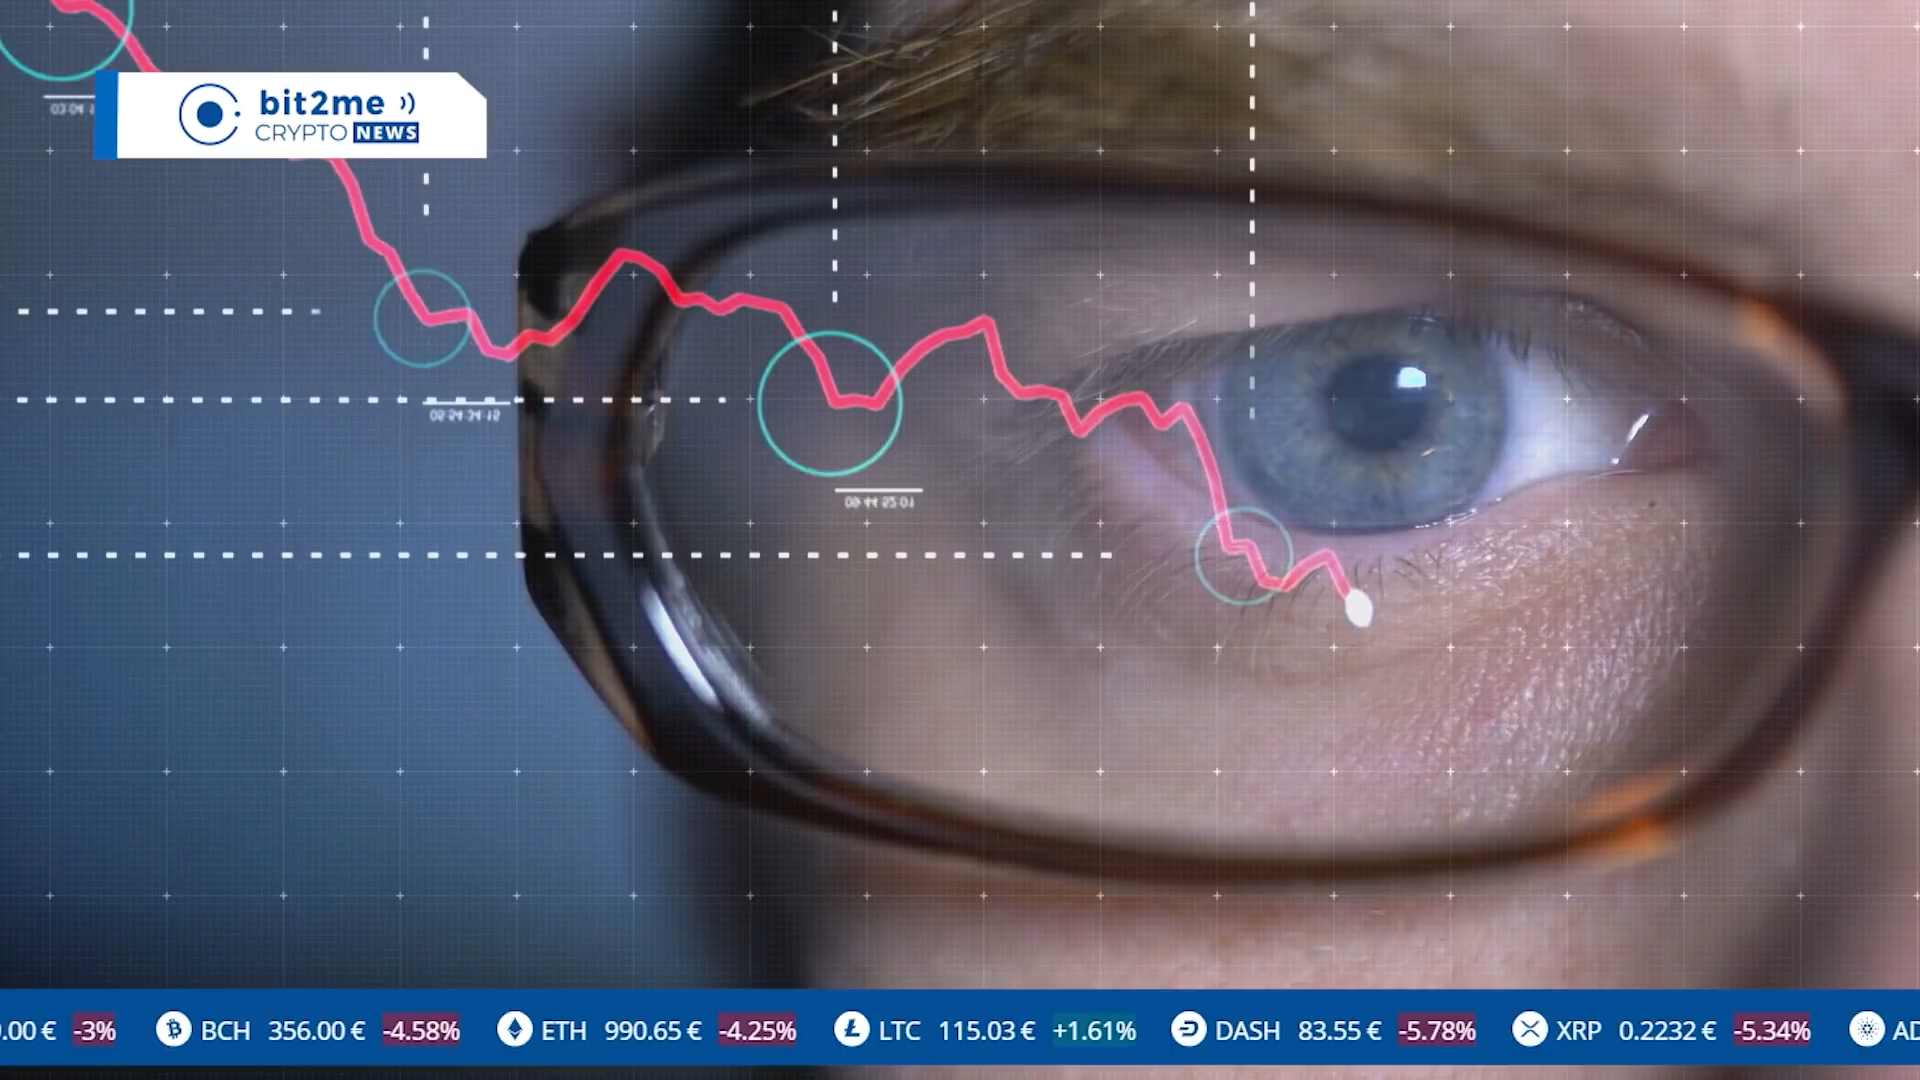 bit2me
CRYPTO NEWS
.00 € -3% BCH 356.00 € -4.58% ETH 990.65 € -4.25% LTC 115.03 € +1.61% DASH 83.55 € -5.78% XRP 0.2232 € -5.34%